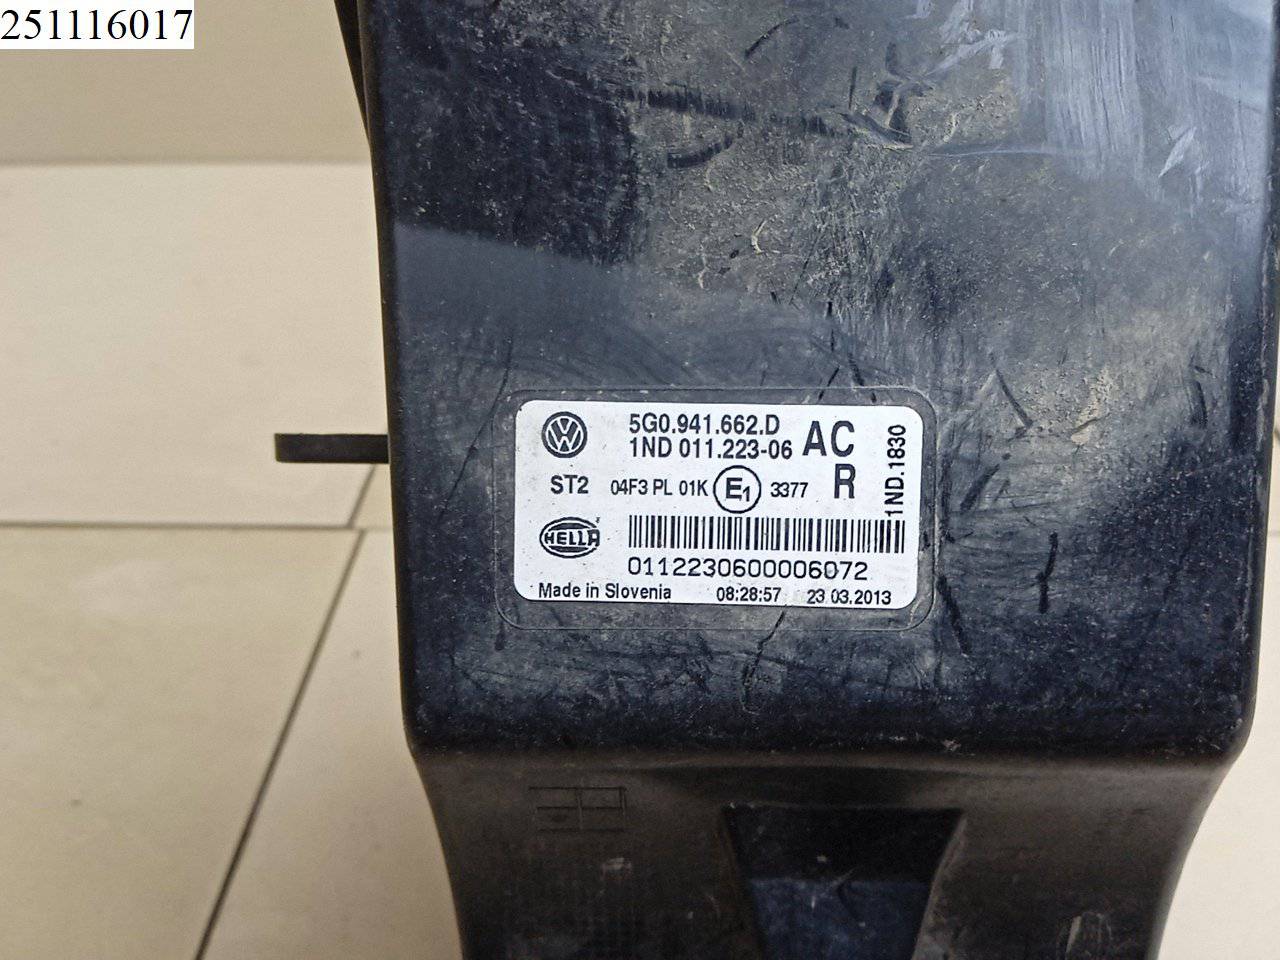 251116017
5G0.941.662.D
1ND 011.223-06 AC
ST2 04F3 PL 01K E1 3377 R
1ND.1830
HELLA
0112230600006072
Made in Slovenia 08:28:57 23.03.2013